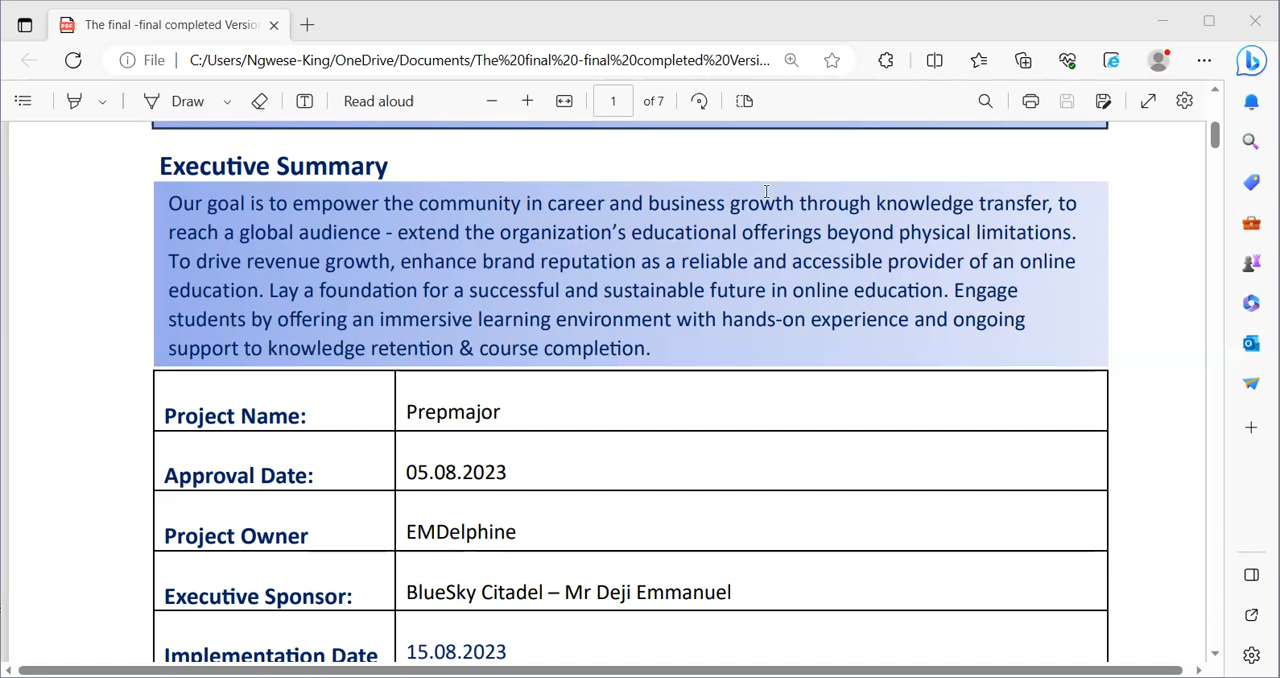 The final -final completed Versio
File
C:/Users/Ngwese-King/OneDrive/Documents/The%20final%20-final%20completed%20Versi...
Draw
Read aloud
1
of 7
Executive Summary
Our goal is to empower the community in career and business growth through knowledge transfer, to
reach a global audience - extend the organization’s educational offerings beyond physical limitations.
To drive revenue growth, enhance brand reputation as a reliable and accessible provider of an online
education. Lay a foundation for a successful and sustainable future in online education. Engage
students by offering an immersive learning environment with hands-on experience and ongoing
support to knowledge retention & course completion.
Project Name:
Prepmajor
Approval Date:
05.08.2023
Project Owner
EMDelphine
Executive Sponsor:
BlueSky Citadel – Mr Deji Emmanuel
Implementation Date
15.08.2023